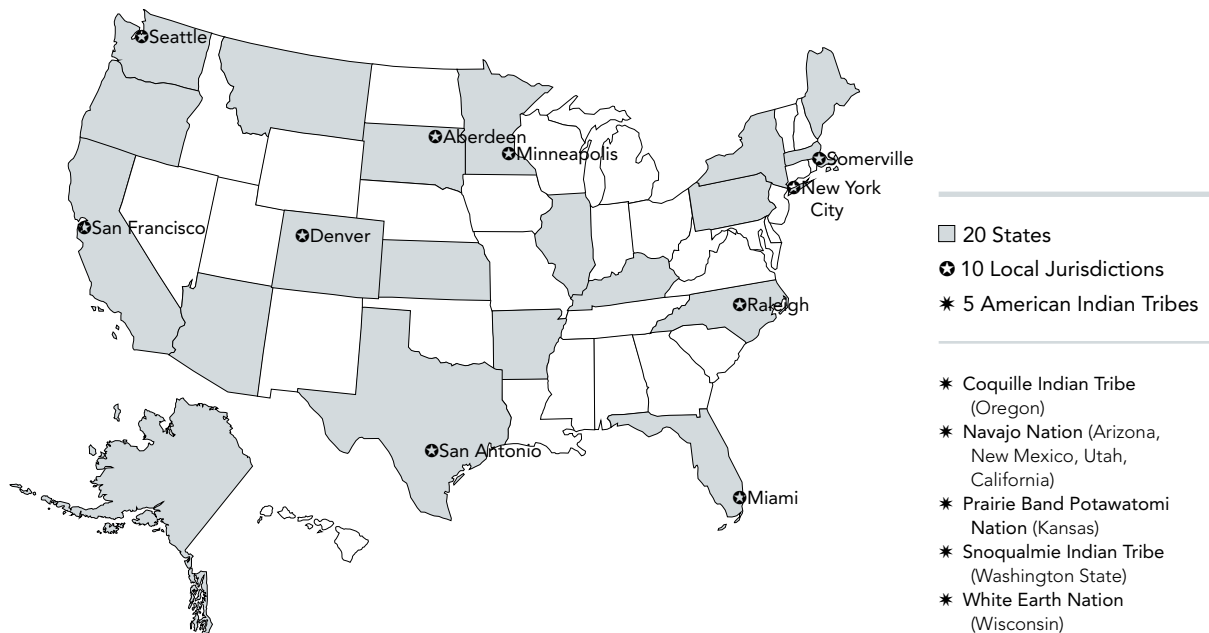 Seattle
Aberdeen
Minneapolis
Somerville
New York
City
San Francisco
Denver
Raleigh
San Antonio
Miami
20 States
10 Local Jurisdictions
5 American Indian Tribes
Coquille Indian Tribe
(Oregon)
Navajo Nation (Arizona,
New Mexico, Utah,
California)
Prairie Band Potawatomi
Nation (Kansas)
Snoqualmie Indian Tribe
(Washington State)
White Earth Nation
(Wisconsin)